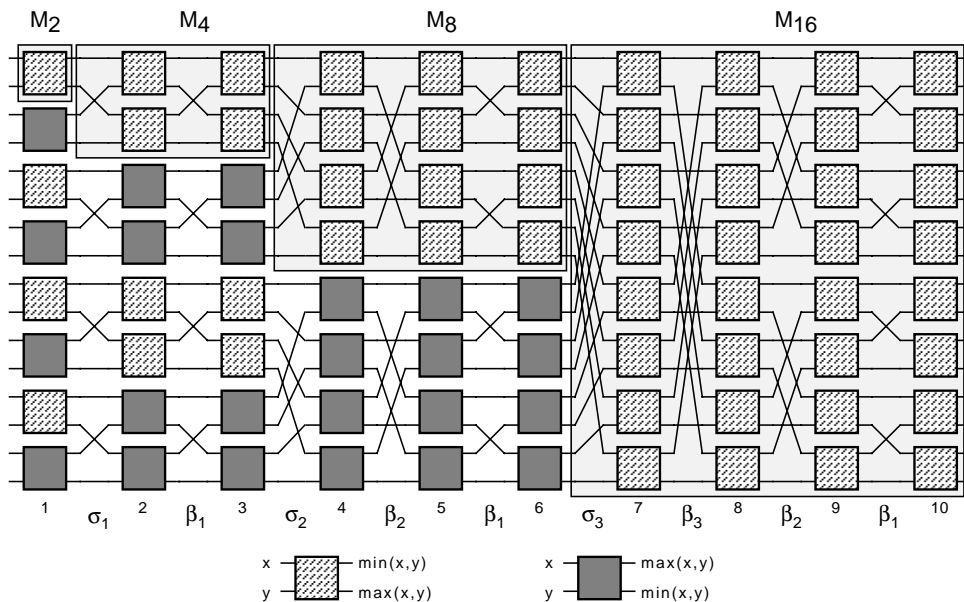 M2 M4 M8 M16
1 σ1 2 β1 3 σ2 4 β2 5 β1 6 σ3 7 β3 8 β2 9 β1 10
x min(x,y) x max(x,y)
y max(x,y) y min(x,y)